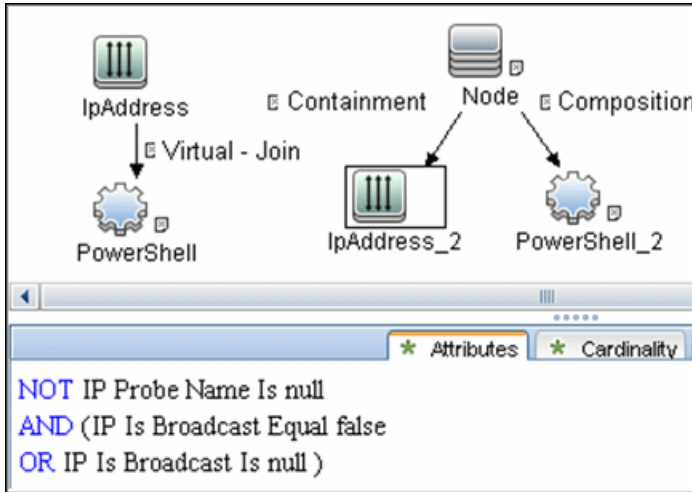 IpAddress
Virtual - Join
PowerShell
Containment
Node
Composition
IpAddress_2
PowerShell_2
Attributes
Cardinality
NOT IP Probe Name Is null
AND (IP Is Broadcast Equal false
OR IP Is Broadcast Is null )